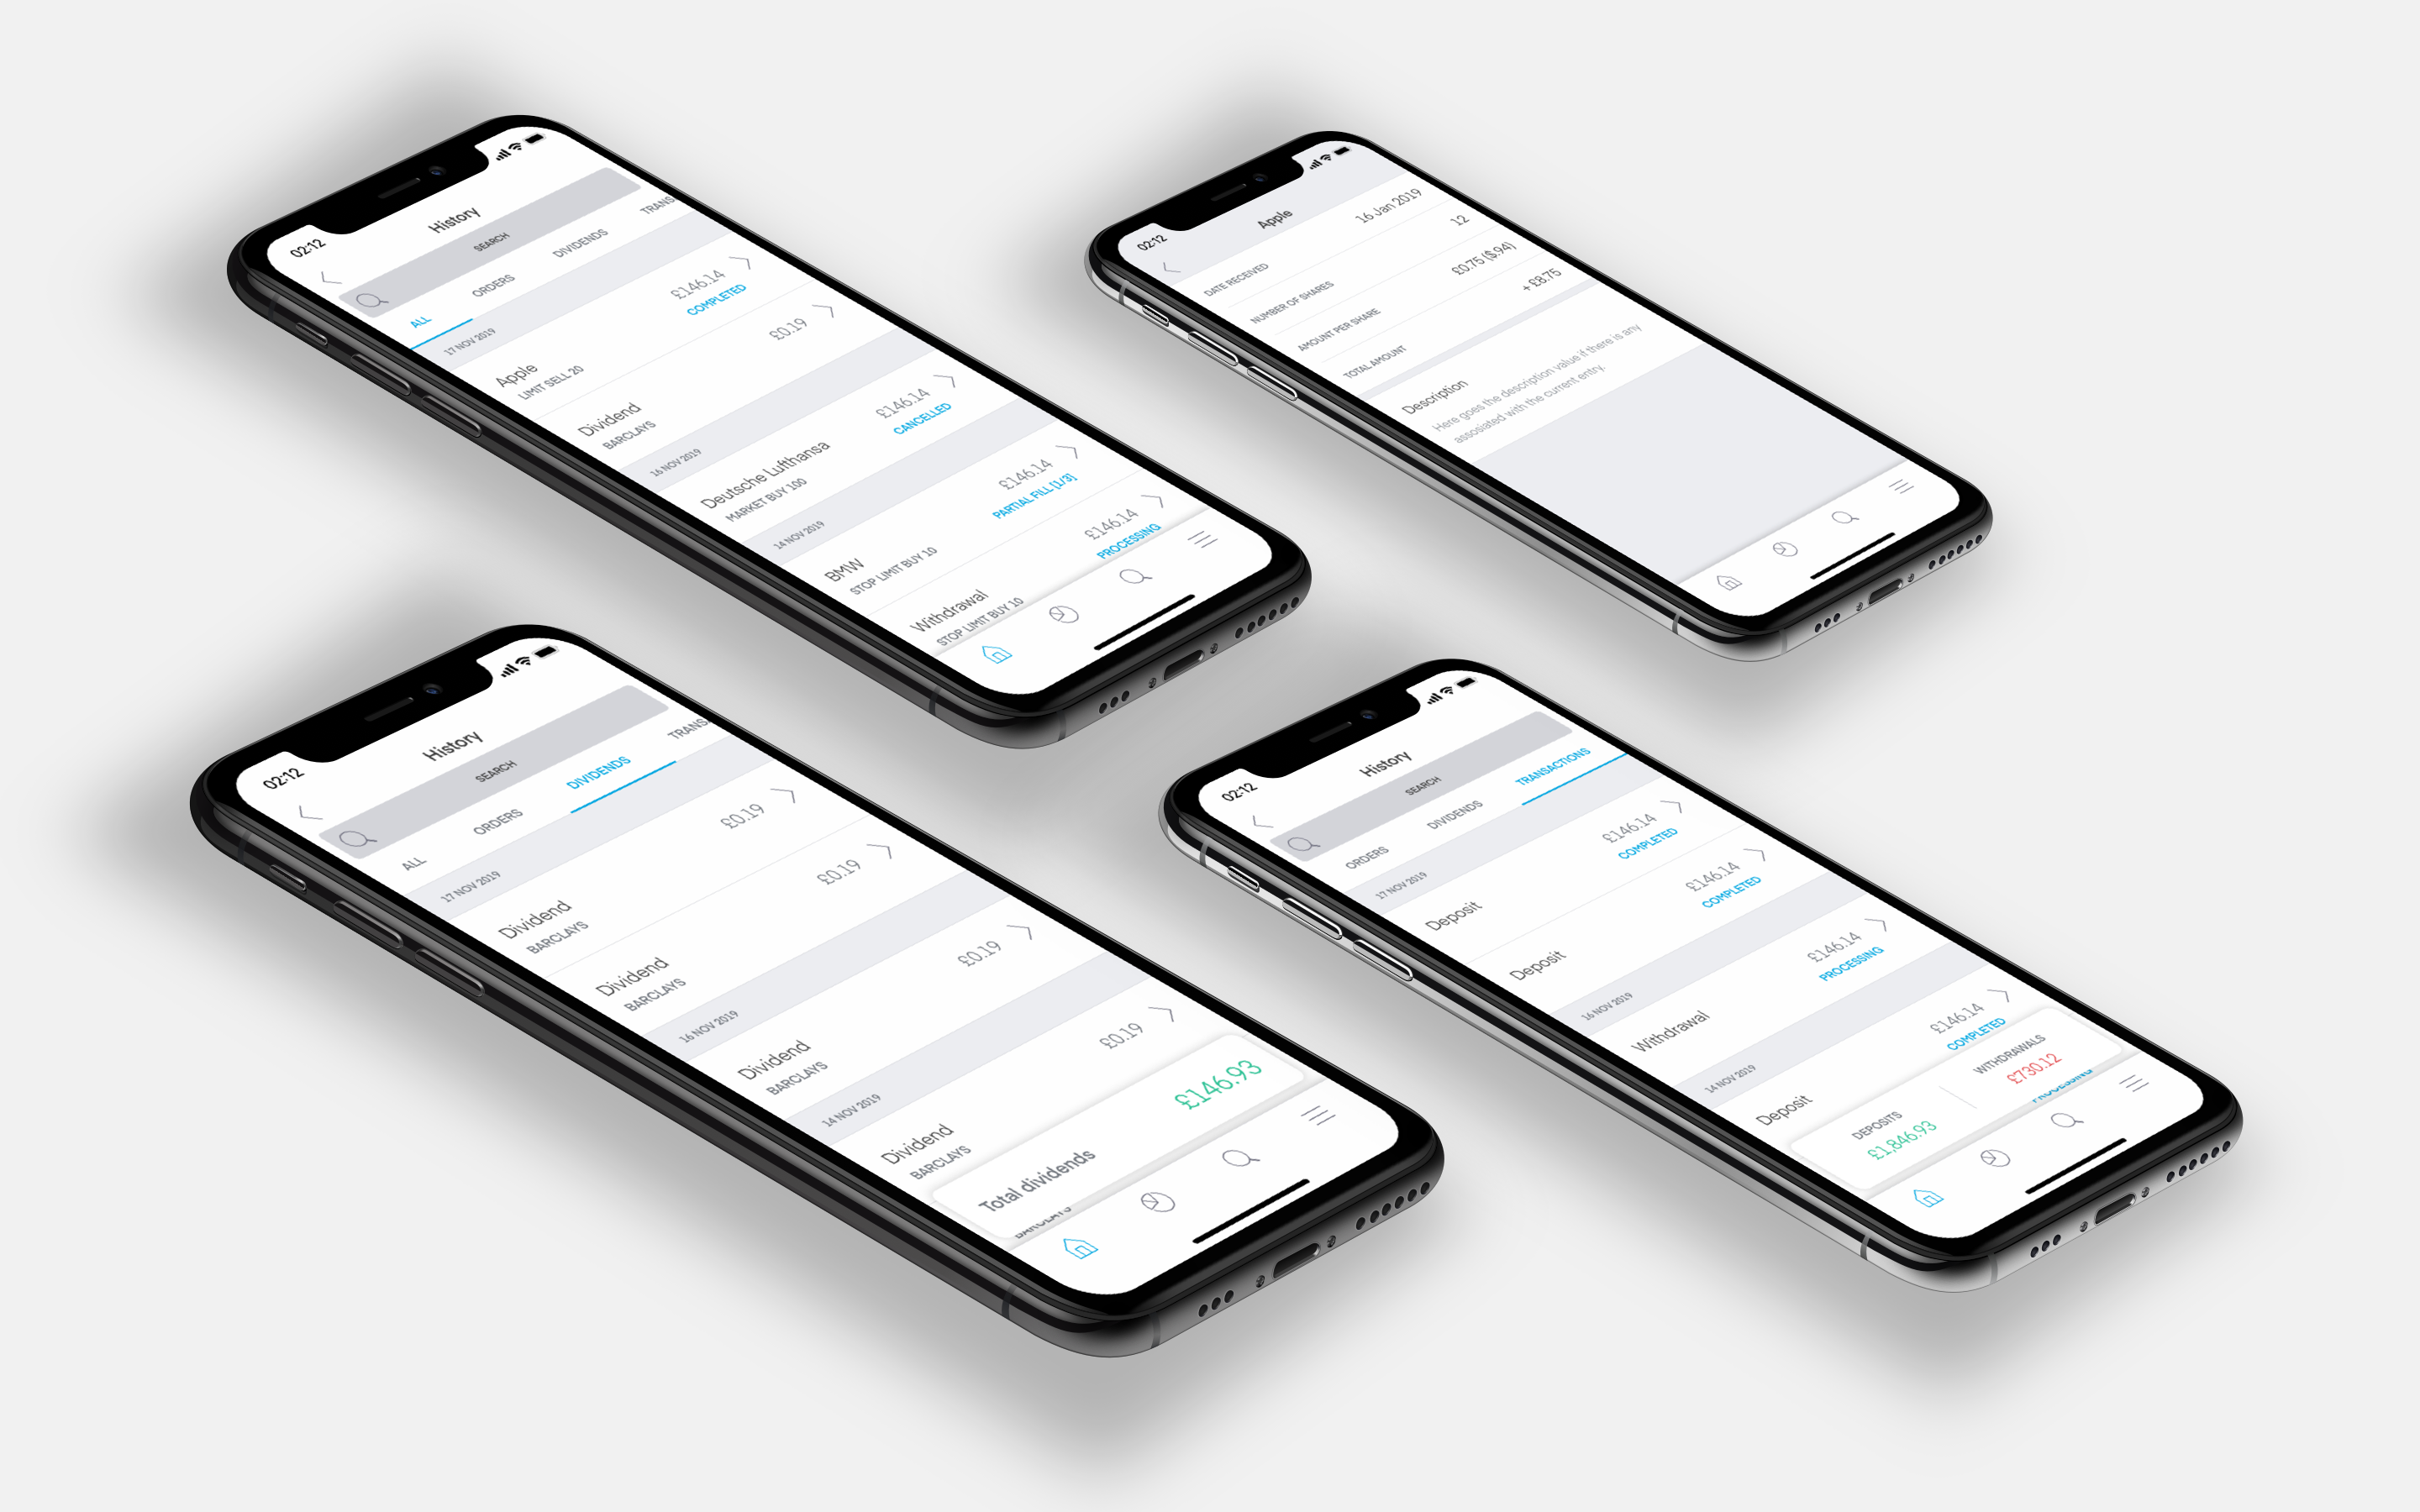 02:12
History
SEARCH
ALL ORDERS DIVIDENDS TRANS
17 NOV 2019
Apple £146.14
LIMIT SELL 20 COMPLETED
Dividend £0.19
BARCLAYS
16 NOV 2019
Deutsche Lufthansa £146.14
MARKET BUY 100 CANCELLED
14 NOV 2019
BMW £146.14
STOP LIMIT BUY 10 PARTIAL FILL [1/3]
Withdrawal £146.14
STOP LIMIT BUY 10 PROCESSING
02:12
Apple
DATE RECEIVED 16 Jan 2019
NUMBER OF SHARES 12
AMOUNT PER SHARE £0.75 ($.94)
TOTAL AMOUNT + £8.75
Description
Here goes the description value if there is any
assosiated with the current entry.
02:12
History
SEARCH
ALL ORDERS DIVIDENDS TRANS
17 NOV 2019
Dividend £0.19
BARCLAYS
Dividend £0.19
BARCLAYS
16 NOV 2019
Dividend £0.19
BARCLAYS
14 NOV 2019
Dividend £0.19
BARCLAYS
Total dividends £146.93
BARCLAYS
02:12
History
SEARCH
ORDERS DIVIDENDS TRANSACTIONS
17 NOV 2019
Deposit £146.14
COMPLETED
Deposit £146.14
COMPLETED
16 NOV 2019
Withdrawal £146.14
PROCESSING
14 NOV 2019
Deposit £146.14
COMPLETED
DEPOSITS WITHDRAWALS
£1,846.93 £730.12
PROCESSING